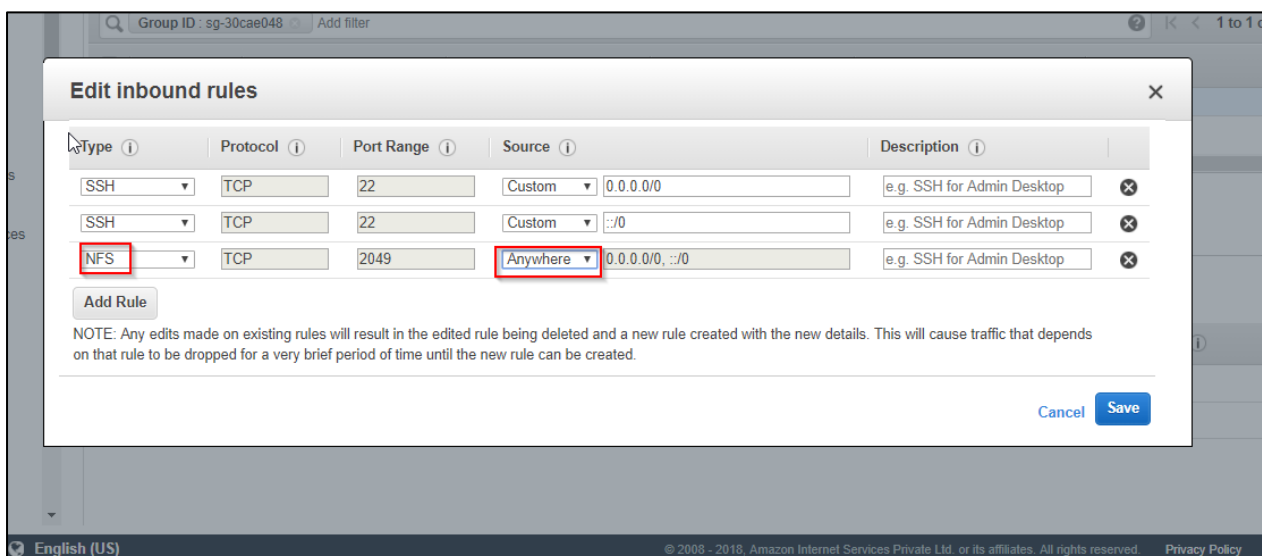 Group ID : sg-30cae048 Add filter 1 to 1
Edit inbound rules
Type Protocol Port Range Source Description
SSH TCP 22 Custom 0.0.0.0/0 e.g. SSH for Admin Desktop
SSH TCP 22 Custom ::/0 e.g. SSH for Admin Desktop
NFS TCP 2049 Anywhere 0.0.0.0/0, ::/0 e.g. SSH for Admin Desktop
Add Rule
NOTE: Any edits made on existing rules will result in the edited rule being deleted and a new rule created with the new details. This will cause traffic that depends
on that rule to be dropped for a very brief period of time until the new rule can be created.
Cancel Save
English (US) © 2008 - 2018, Amazon Internet Services Private Ltd. or its affiliates. All rights reserved. Privacy Policy